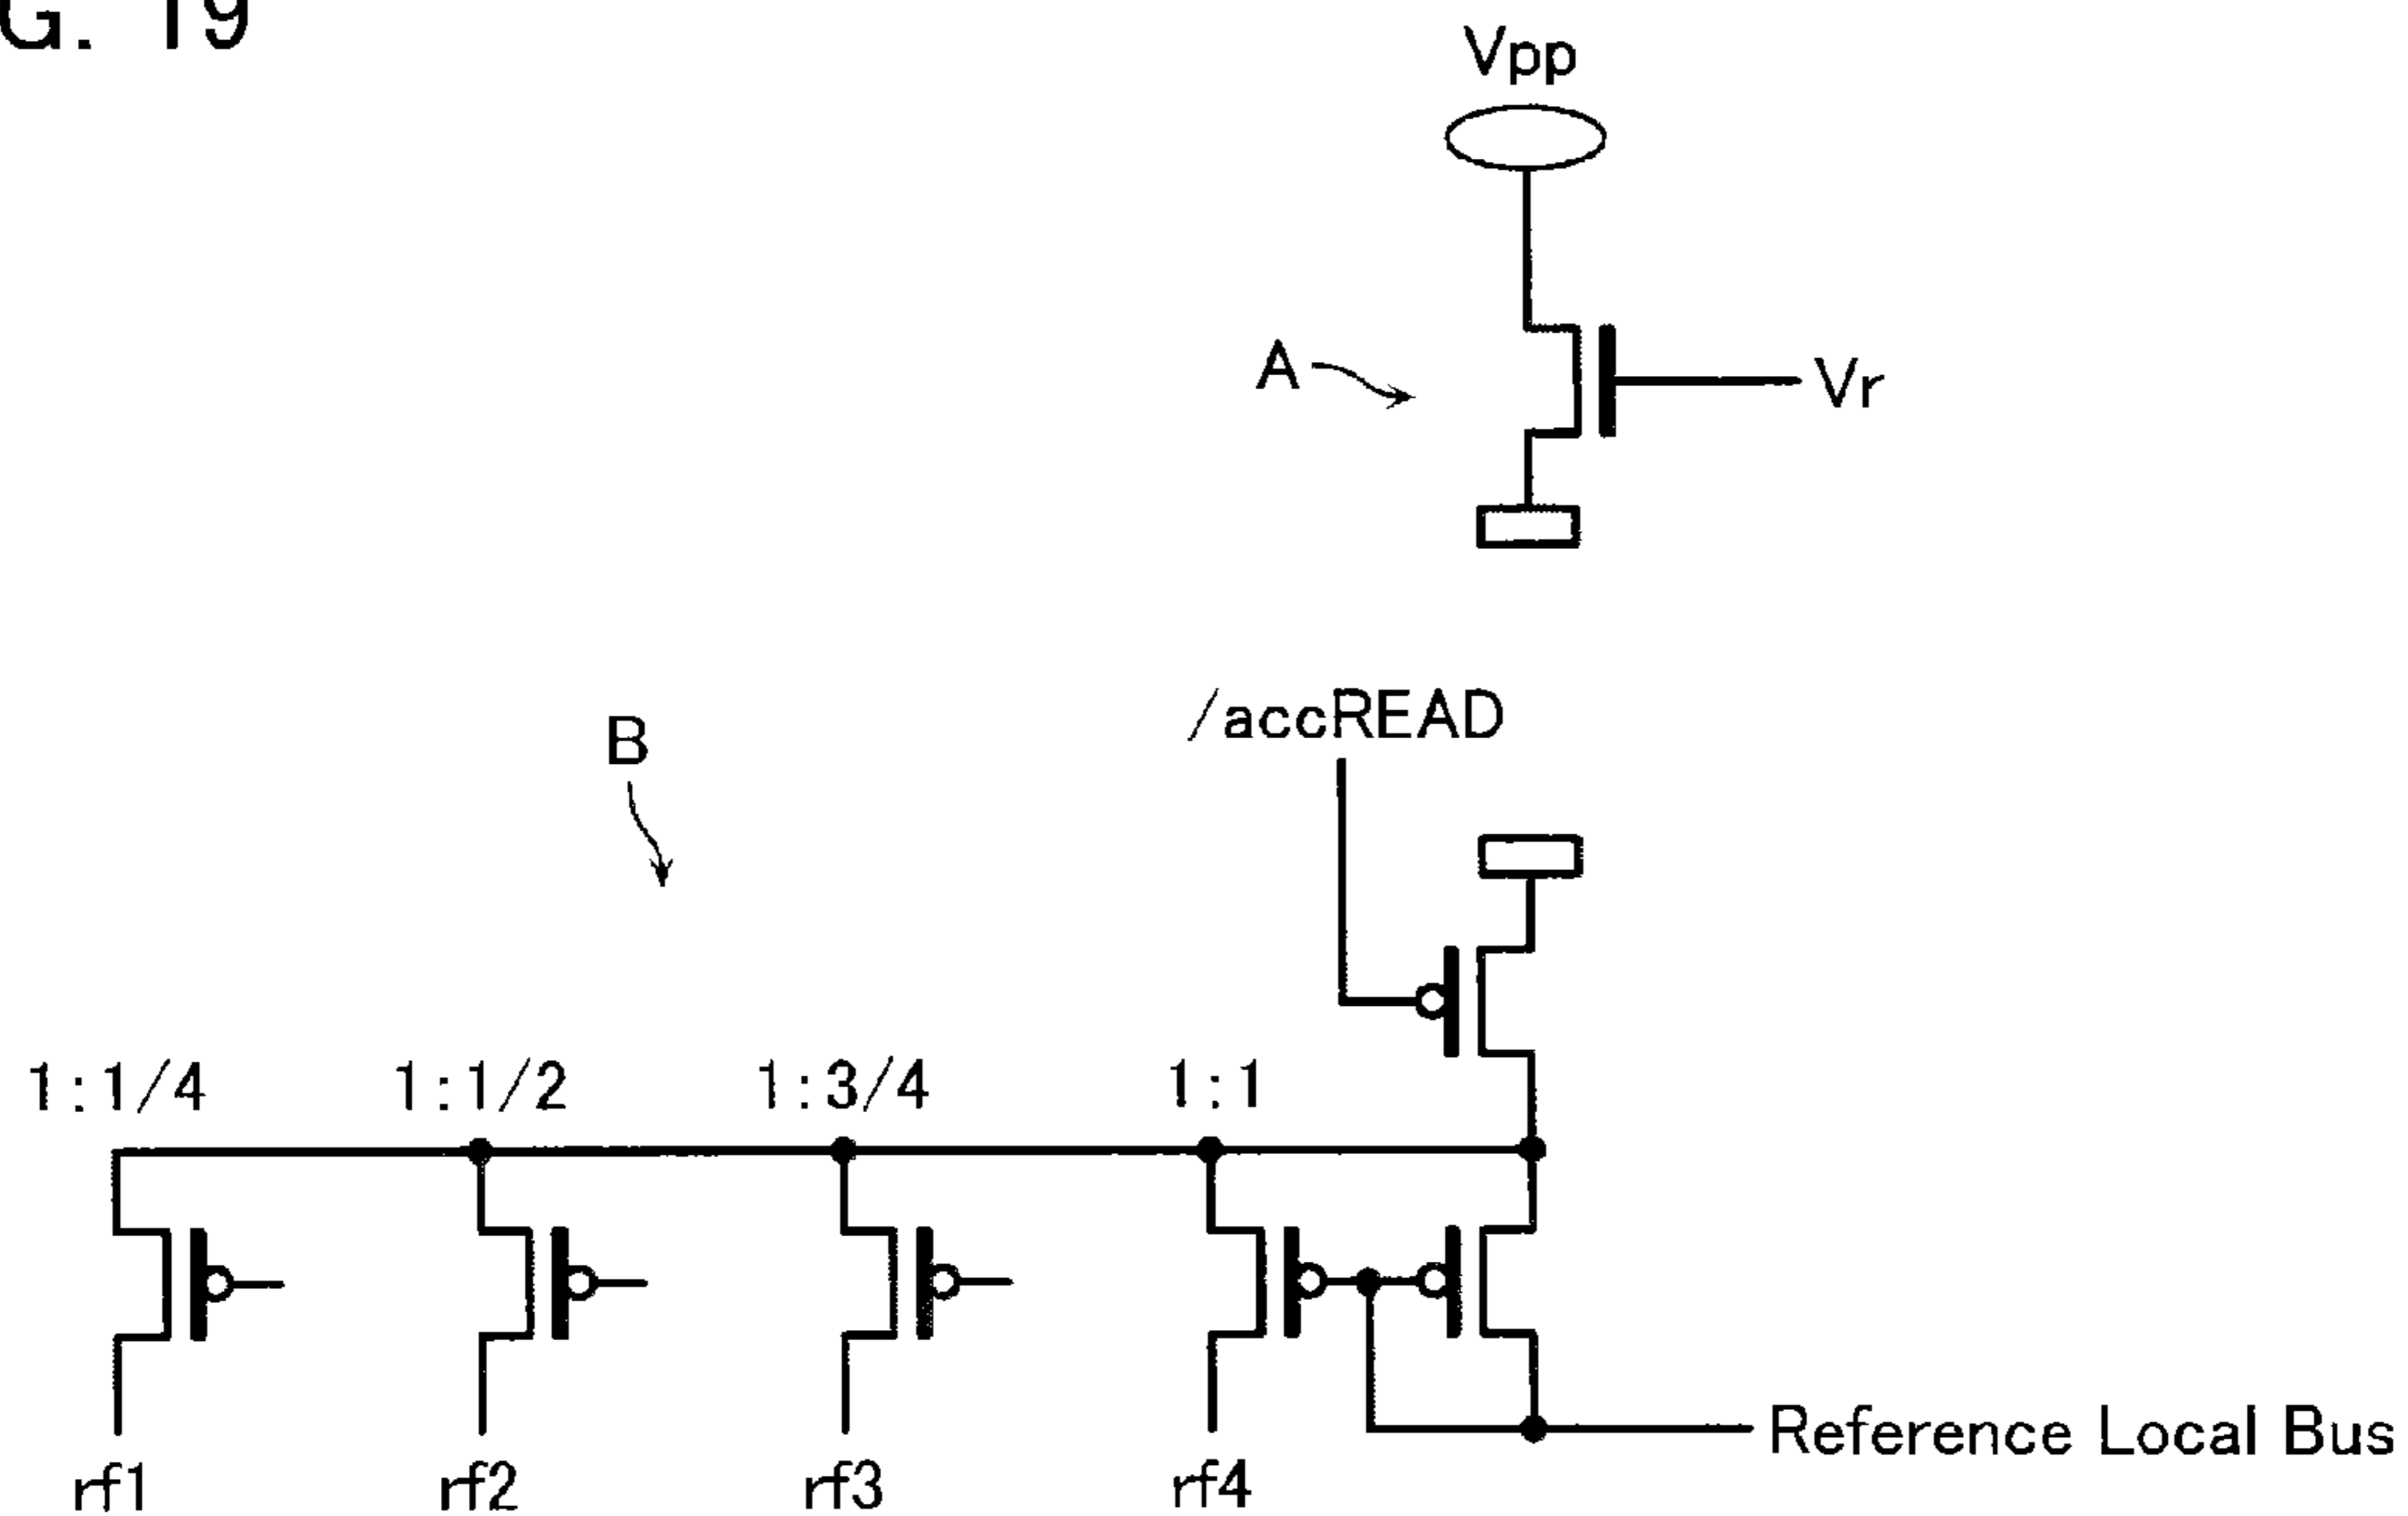 G. 19
Vpp
A
Vr
/accREAD
B
1:1/4
1:1/2
1:3/4
1:1
Reference Local Bus
rf1
rf2
rf3
rf4